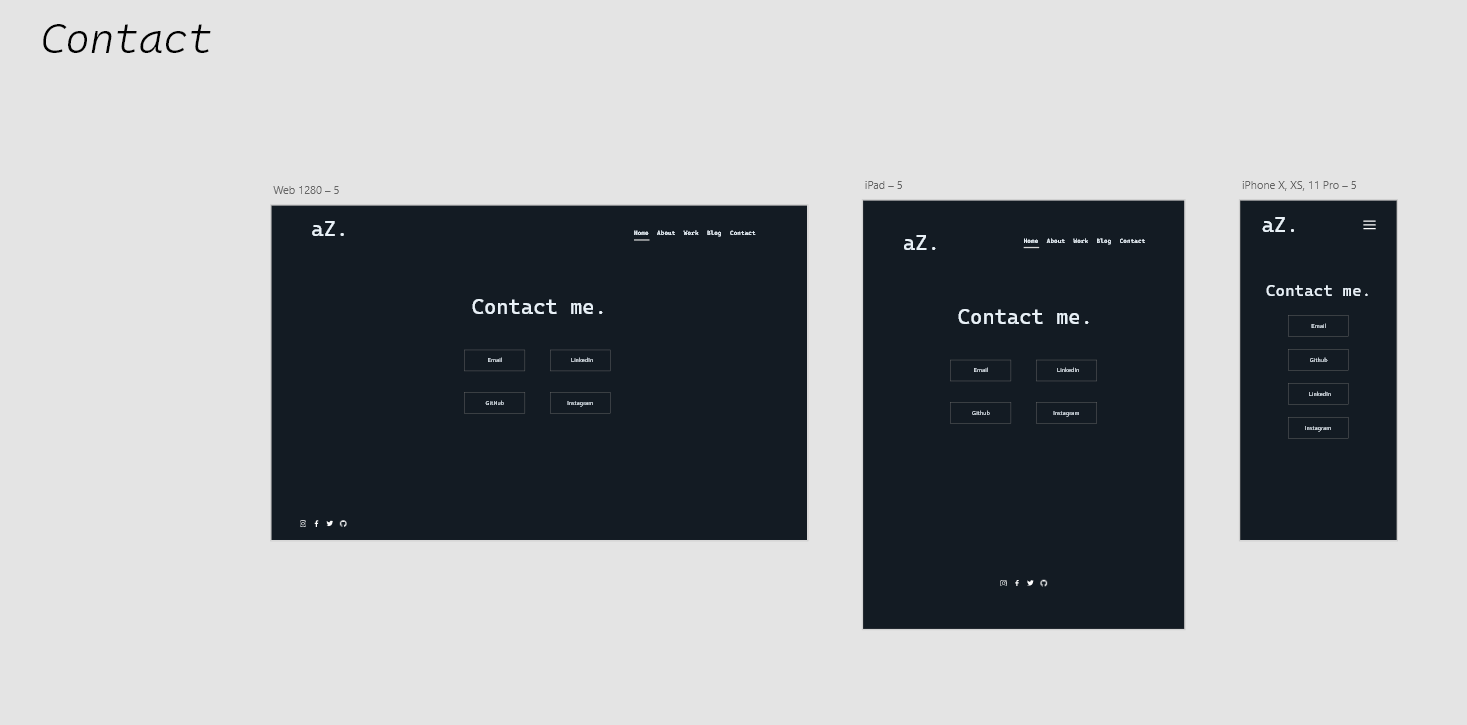 Contact
Web 1280 – 5
aZ.
Home About Work Blog Contact
Contact me.
Email LinkedIn
GitHub Instagram
iPad – 5
aZ.
Home About Work Blog Contact
Contact me.
Email LinkedIn
Github Instagram
iPhone X, XS, 11 Pro – 5
aZ.
Contact me.
Email
Github
LinkedIn
Instagram